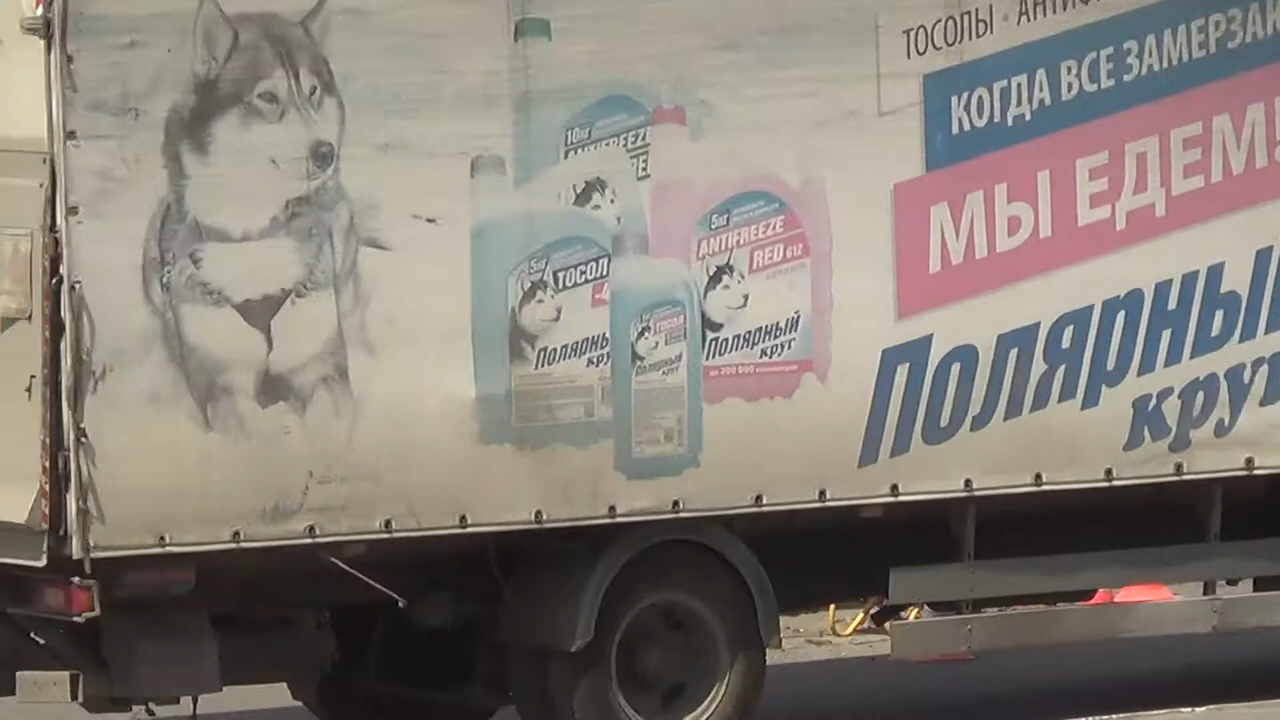 ТОСОЛЫ
КОГДА ВСЕ ЗАМЕРЗАЮ
МЫ ЕДЕМ!
Полярный
круг
10кг
ANTIFREEZE
5кг
ANTIFREEZE
RED G12
Полярный
круг
до 200 000 километров
5кг
ТОСОЛ
Полярный
ТОСОЛ
Полярный
круг